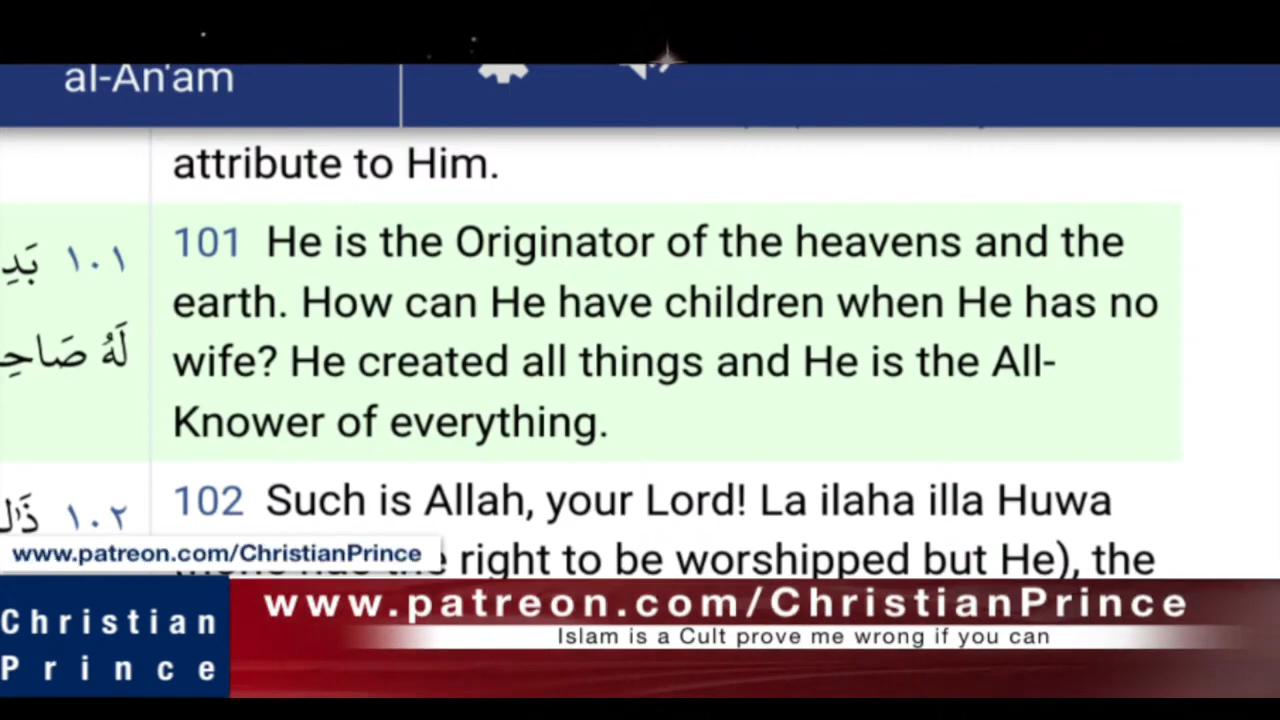 al-An'am
attribute to Him.
101 He is the Originator of the heavens and the
earth. How can He have children when He has no
wife? He created all things and He is the All-
Knower of everything.
١٠١
لَهُ
102 Such is Allah, your Lord! La ilaha illa Huwa
right to be worshipped but He), the
١٠٢
www.patreon.com/ChristianPrince
www.patreon.com/ChristianPrince
Islam is a Cult prove me wrong if you can
Christian
Prince